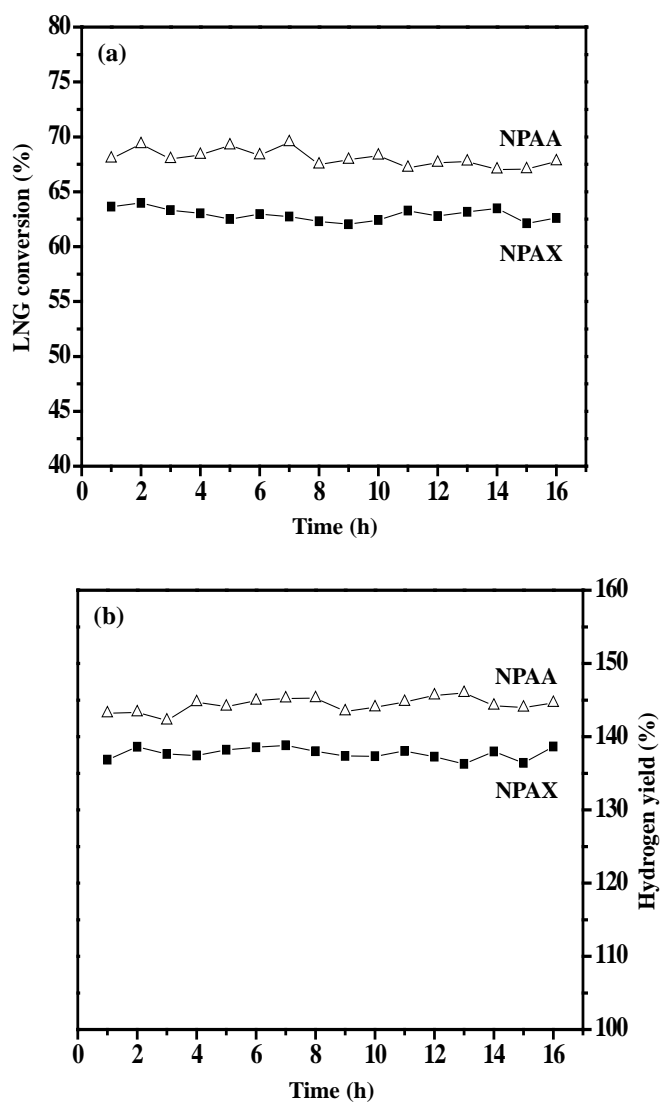 (a)
80
75
70
65
60
55
50
45
40
LNG conversion (%)
NPAA
NPAX
0 2 4 6 8 10 12 14 16
Time (h)
(b)
160
150
140
130
120
110
100
Hydrogen yield (%)
NPAA
NPAX
0 2 4 6 8 10 12 14 16
Time (h)